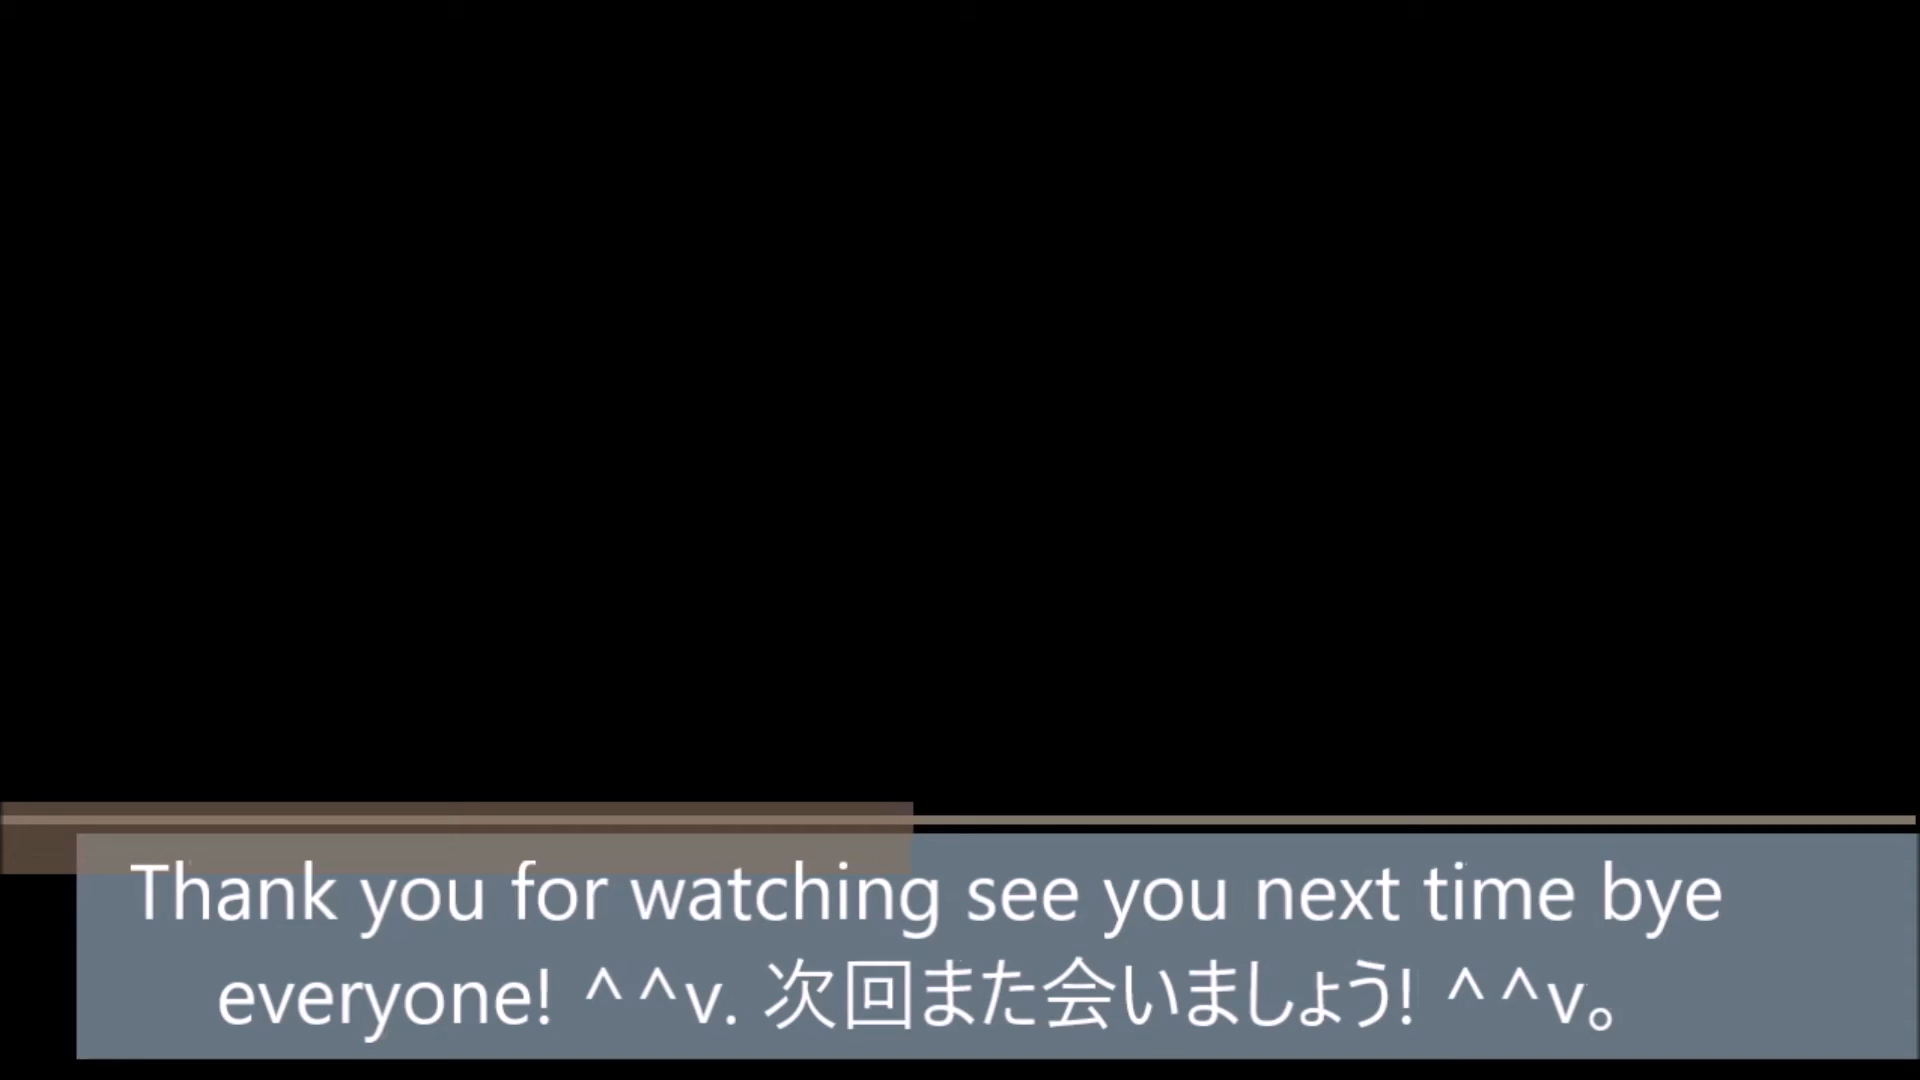 Thank you for watching see you next time bye
everyone! ^^v. 次回また会いましょう! ^^v。